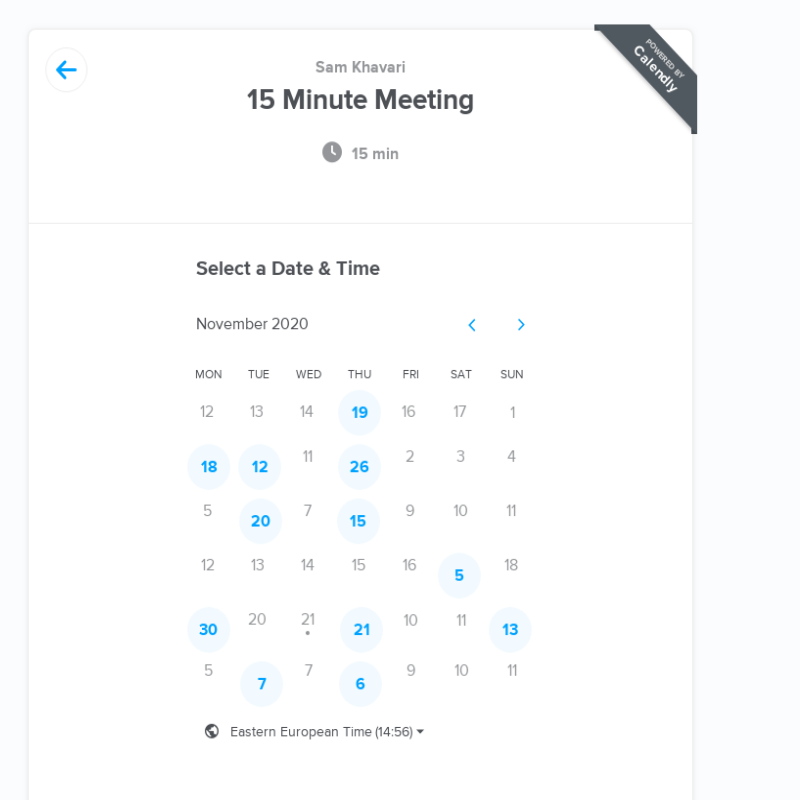 POWERED BY
Calendly
Sam Khavari
15 Minute Meeting
15 min
Select a Date & Time
November 2020
MON TUE WED THU FRI SAT SUN
12 13 14 19 16 17 1
18 12 11 26 2 3 4
5 20 7 15 9 10 11
12 13 14 15 16 5 18
30 20 21 21 10 11 13
5 7 7 6 9 10 11
Eastern European Time (14:56)